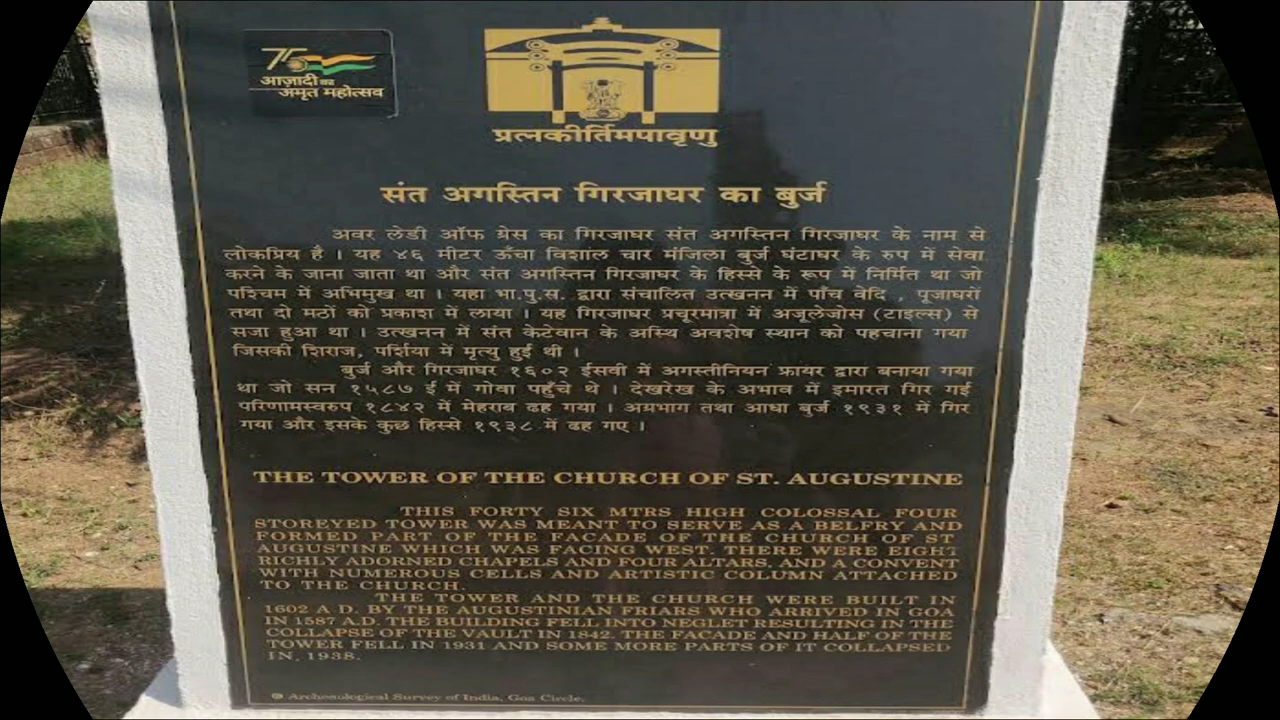 75
आज़ादी का
अमृत महोत्सव
प्रत्नकीर्तिमपावृणु
संत अगस्तिन गिरजाघर का बुर्ज
अवर लेडी ऑफ ग्रेस का गिरजाघर संत अगस्तिन गिरजाघर के नाम से
लोकप्रिय है । यह ४६ मीटर ऊँचा विशाल चार मंजिला बुर्ज घंटाघर के रुप में सेवा
करने के जाना जाता था और संत अगस्तिन गिरजाघर के हिस्से के रूप में निर्मित था जो
पश्चिम में अभिमुख था । यहा भा.पु.स. द्वारा संचालित उत्खनन में पाँच वेदि , पूजाघरों
तथा दो मठों को प्रकाश में लाया । यह गिरजाघर प्रचूरमात्रा में अजूलेजोस (टाइल्स) से
सजा हुआ था । उत्खनन में संत केटेवान के अस्थि अवशेष स्थान को पहचाना गया
जिसकी शिराज, पर्शिया में मृत्यु हुई थी ।
बुर्ज और गिरजाघर १६०२ ईसवी में अगस्तीनियन फ्रायर द्वारा बनाया गया
था जो सन १५८७ ई में गोवा पहुँचे थे । देखरेख के अभाव में इमारत गिर गई
परिणामस्वरुप १८४२ में मेहराब ढह गया । अग्रभाग तथा आधा बुर्ज १९३१ में गिर
गया और इसके कुछ हिस्से १९३८ में ढह गए ।
THE TOWER OF THE CHURCH OF ST. AUGUSTINE
THIS FORTY SIX MTRS HIGH COLOSSAL FOUR
STOREYED TOWER WAS MEANT TO SERVE AS A BELFRY AND
FORMED PART OF THE FACADE OF THE CHURCH OF ST
AUGUSTINE WHICH WAS FACING WEST. THERE WERE EIGHT
RICHLY ADORNED CHAPELS AND FOUR ALTARS, AND A CONVENT
WITH NUMEROUS CELLS AND ARTISTIC COLUMN ATTACHED
TO THE CHURCH.
THE TOWER AND THE CHURCH WERE BUILT IN
1602 A.D. BY THE AUGUSTINIAN FRIARS WHO ARRIVED IN GOA
IN 1587 A.D. THE BUILDING FELL INTO NEGLET RESULTING IN THE
COLLAPSE OF THE VAULT IN 1842. THE FACADE AND HALF OF THE
TOWER FELL IN 1931 AND SOME MORE PARTS OF IT COLLAPSED
IN, 1938.
Archeaulogical Survey of India, Goa Circle.